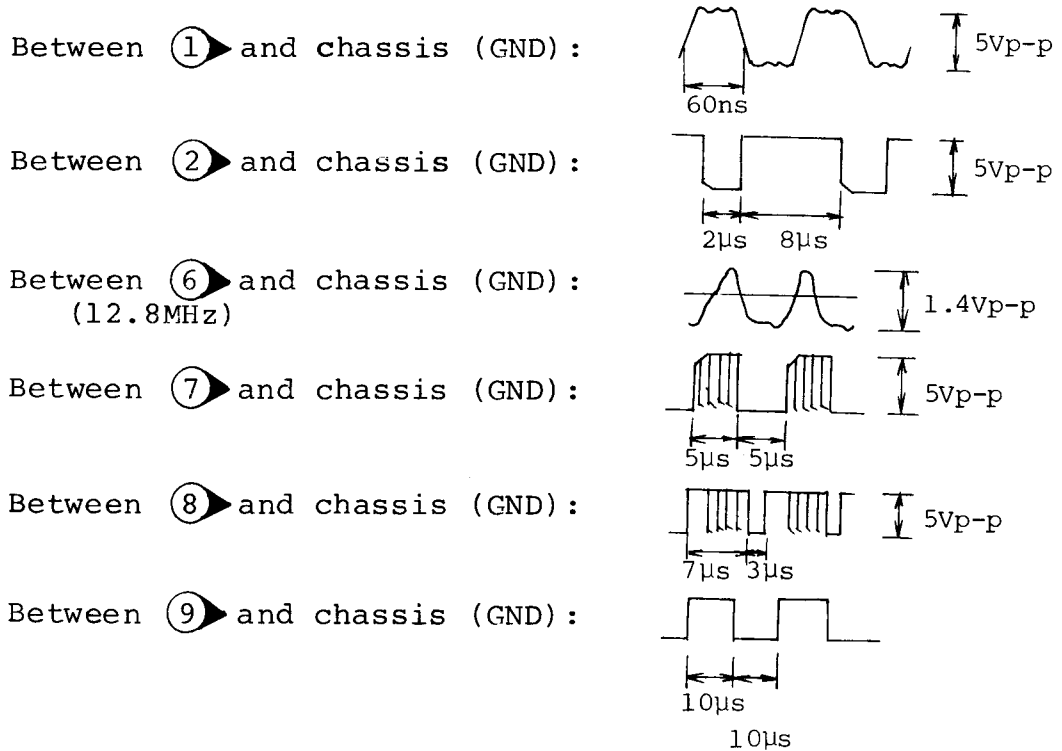 Between ① and chassis (GND): 5Vp-p
60ns
Between ② and chassis (GND): 5Vp-p
2µs 8µs
Between ⑥ and chassis (GND): 1.4Vp-p
(12.8MHz)
Between ⑦ and chassis (GND): 5Vp-p
5µs 5µs
Between ⑧ and chassis (GND): 5Vp-p
7µs 3µs
Between ⑨ and chassis (GND):
10µs
10µs